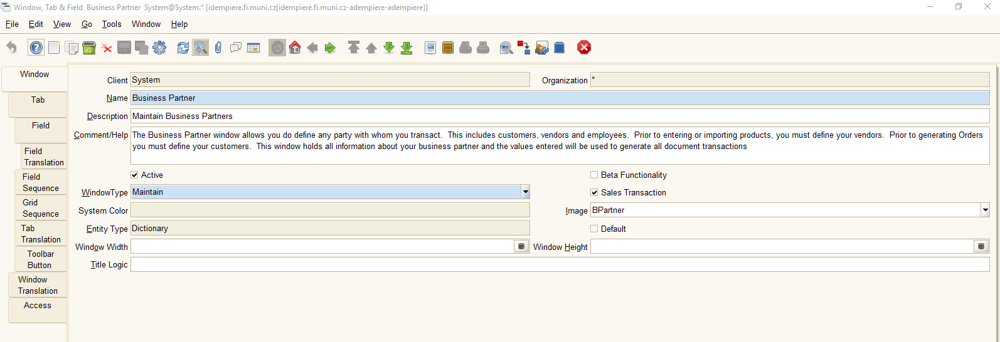 Window, Tab & Field  Business Partner  System@System.* [idempiere.fi.muni.cz{idempiere.fi.muni.cz-adempiere-adempiere}]
File Edit View Go Tools Window Help
Window
Tab
Field
Field
Translation
Field
Sequence
Grid
Sequence
Tab
Translation
Toolbar
Button
Window
Translation
Access
Client System Organization *
Name Business Partner
Description Maintain Business Partners
Comment/Help The Business Partner window allows you do define any party with whom you transact.  This includes customers, vendors and employees.  Prior to entering or importing products, you must define your vendors.  Prior to generating Orders
you must define your customers.  This window holds all information about your business partner and the values entered will be used to generate all document transactions
Active Beta Functionality
WindowType Maintain Sales Transaction
System Color Image BPartner
Entity Type Dictionary Default
Window Width Window Height
Title Logic